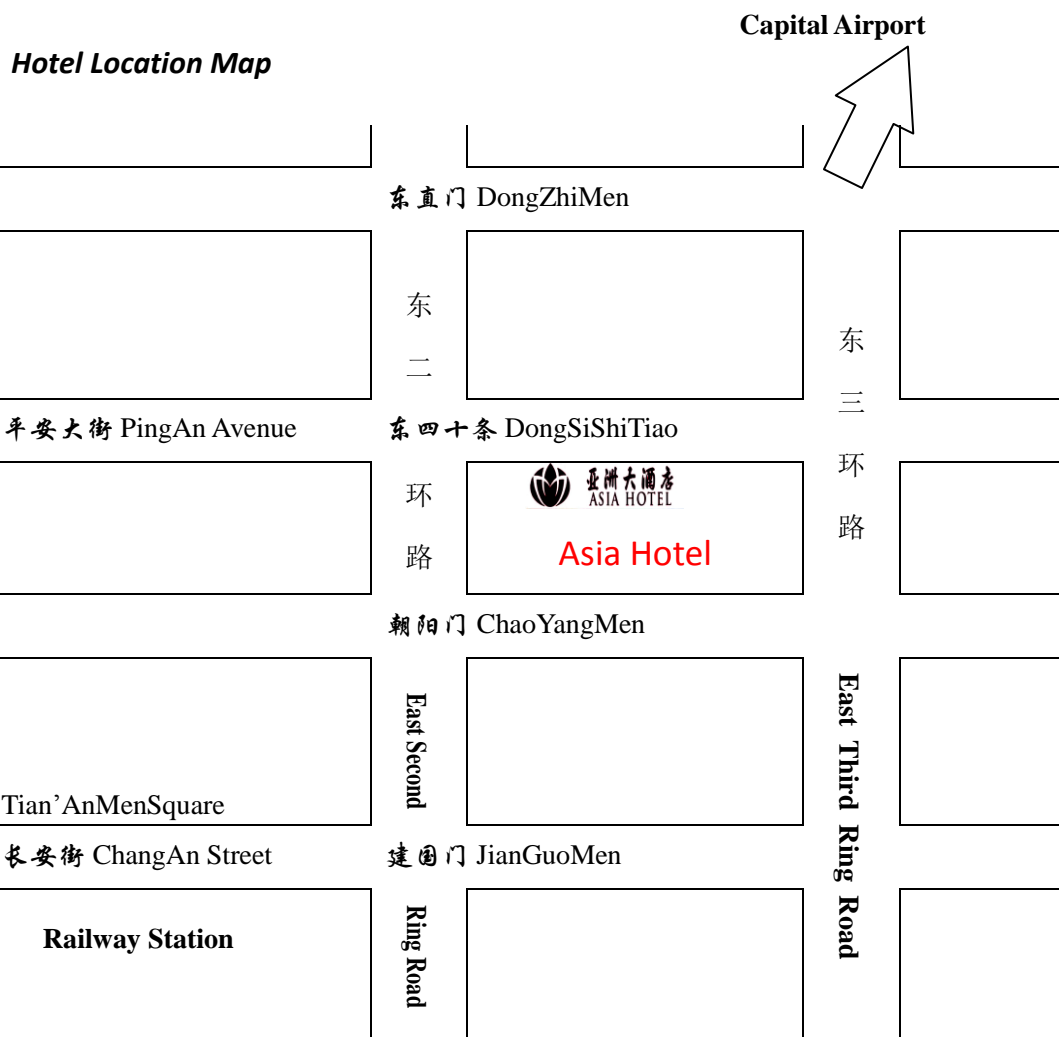 Capital Airport
Hotel Location Map
东直门 DongZhiMen
东二环路
东三环路
平安大街 PingAn Avenue
东四十条 DongSiShiTiao
亚洲大酒店
ASIA HOTEL
Asia Hotel
朝阳门 ChaoYangMen
East Second Ring Road
East Third Ring Road
Tian’AnMenSquare
长安街 ChangAn Street
建国门 JianGuoMen
Railway Station